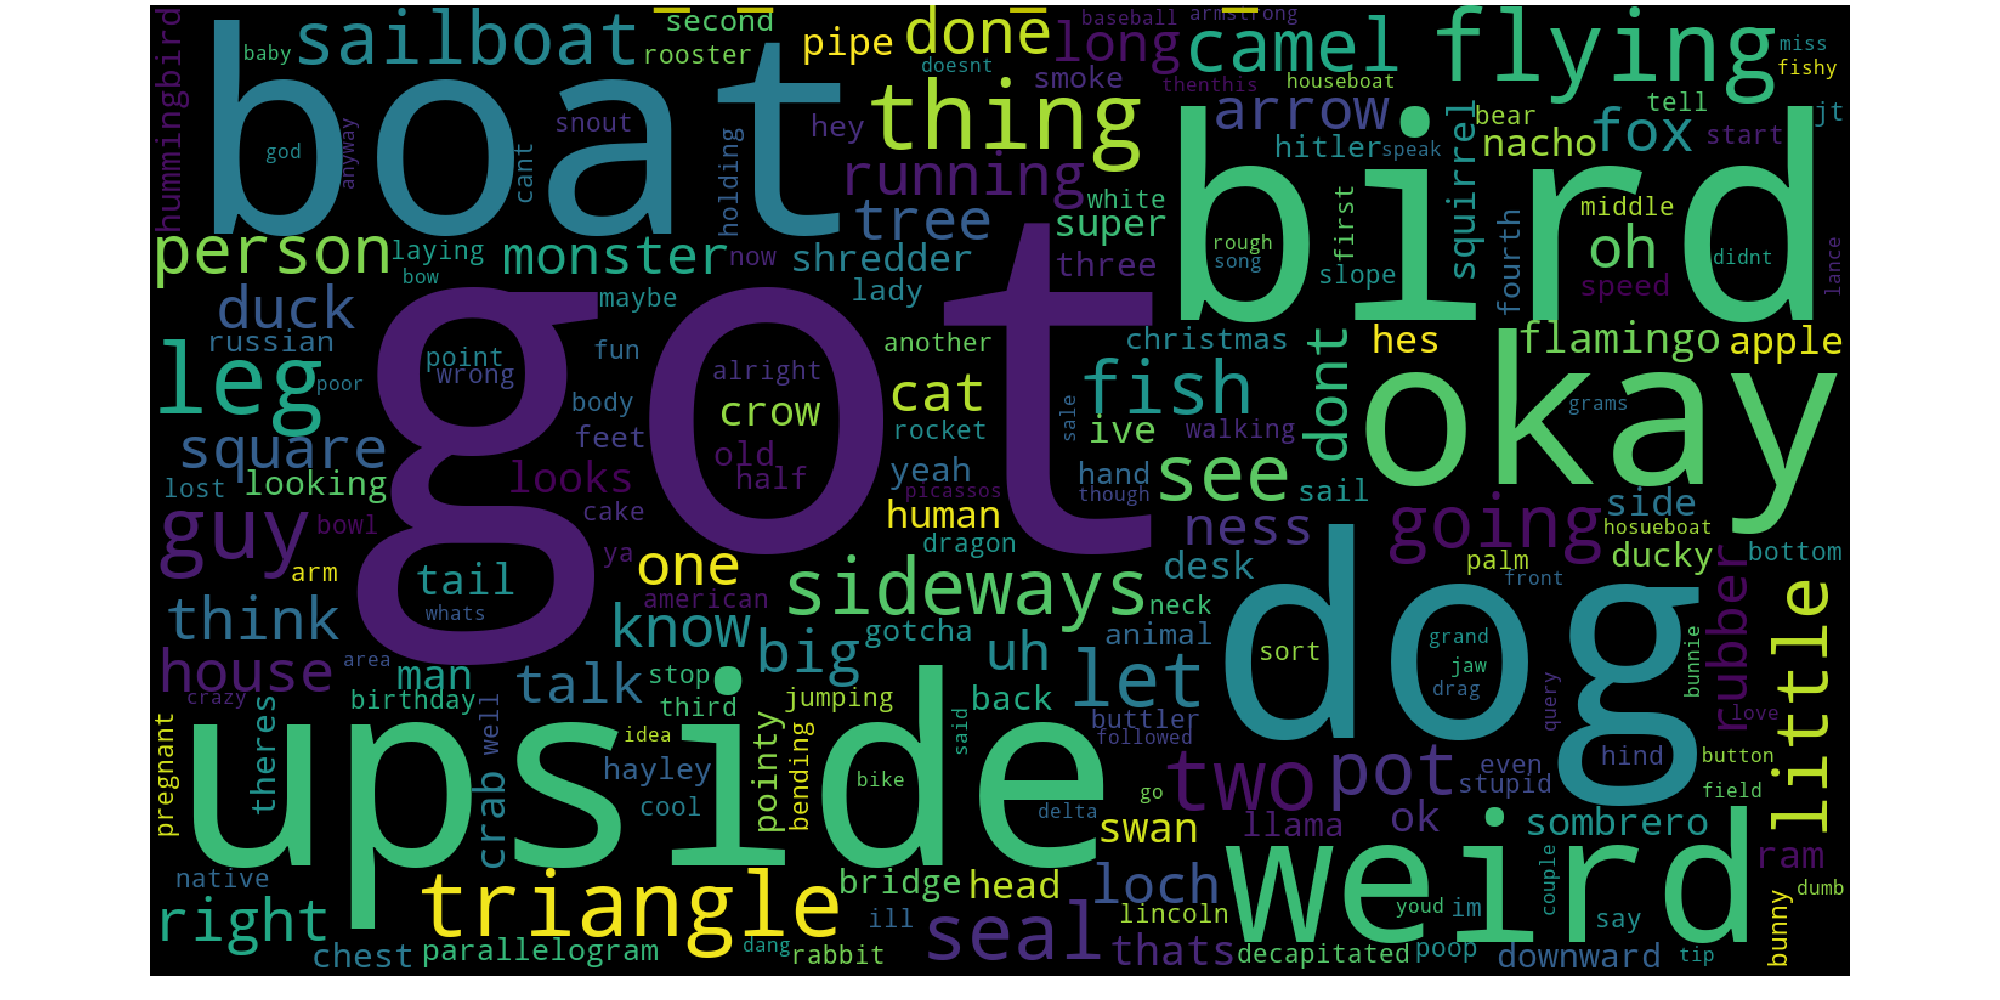 hummingbird
baby
sailboat
second
rooster
pipe
done
doesnt
baseball
armstrong
long
camel
flying
miss
fishy
boat
thing
smoke
thenthis
houseboat
arrow
bear
tell
jt
god
anyway
snout
cant
holding
hey
running
tree
white
super
hitler
speak
squirrel
nacho
fox
start
bird
first
rough
song
slope
fourth
middle
oh
speed
didnt
lance
person
laying
bow
monster
now
shredder
three
lady
maybe
duck
russian
got
another
christmas
dont
hes
flamingo
apple
leg
poor
point
wrong
fun
alright
body
crow
cat
fish
okay
grams
square
feet
old
half
rocket
sale
ive
walking
see
lost
looking
looks
yeah
picassos
hand
though
sail
side
guy
bowl
cake
ya
human
dragon
ness
going
hosueboat
ducky
bottom
arm
tail
one
sideways
desk
palm
front
rubber
think
whats
american
know
gotcha
neck
animal
uh
dog
sort
grand
jaw
drag
bunnie
little
house
area
man
talk
stop
big
back
let
crazy
birthday
third
jumping
buttler
followed
query
love
pregnant
theres
well
upside
idea
hayley
cool
pointy
bending
said
bike
two
go
pot
even
stupid
hind
button
field
crab
delta
swan
llama
ok
sombrero
ram
native
triangle
bridge
head
loch
weird
youd
im
couple
say
dumb
bunny
right
ill
lincoln
chest
parallelogram
dang
rabbit
seal
thats
decapitated
poop
downward
tip